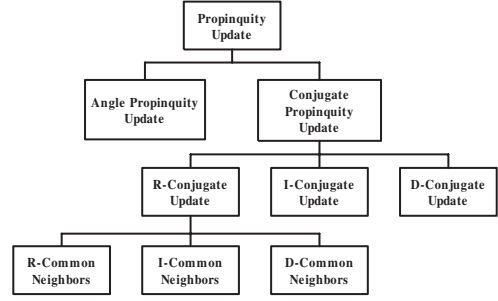 Propinquity
Update
Angle Propinquity
Update
Conjugate
Propinquity
Update
R-Conjugate
Update
I-Conjugate
Update
D-Conjugate
Update
R-Common
Neighbors
I-Common
Neighbors
D-Common
Neighbors